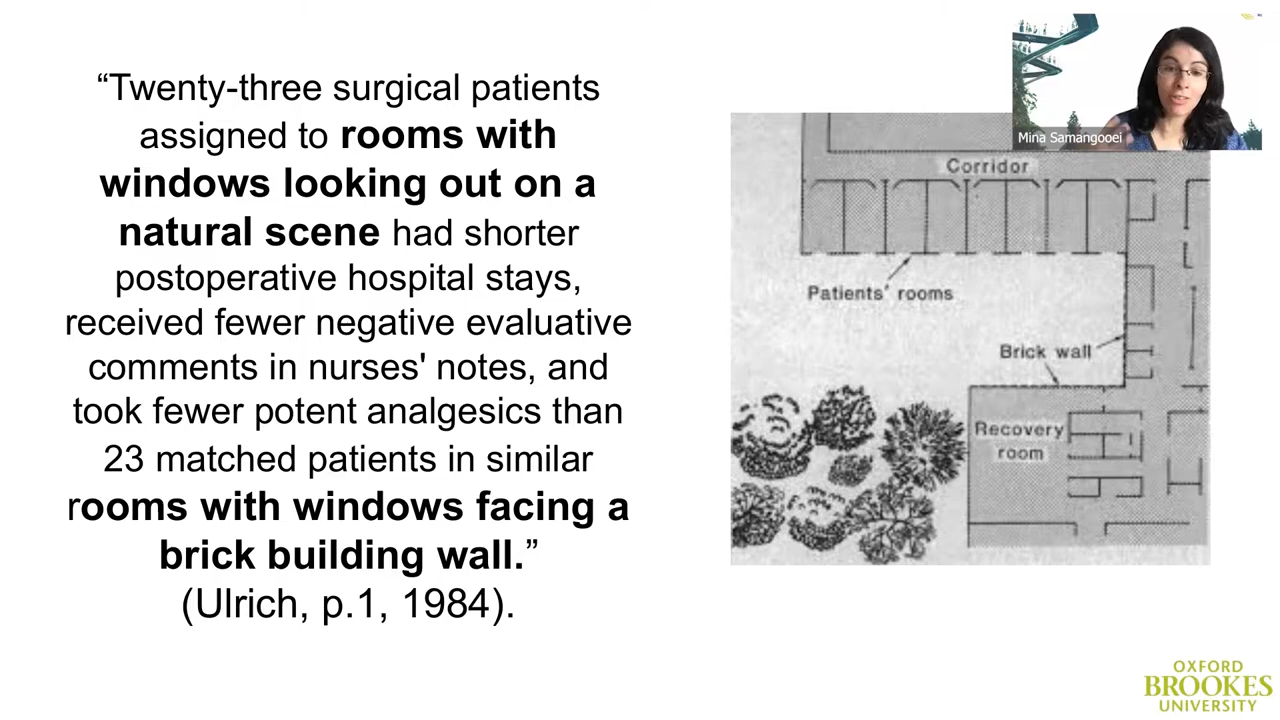 “Twenty-three surgical patients
assigned to rooms with
windows looking out on a
natural scene had shorter
postoperative hospital stays,
received fewer negative evaluative
comments in nurses' notes, and
took fewer potent analgesics than
23 matched patients in similar
rooms with windows facing a
brick building wall.”
(Ulrich, p.1, 1984).
Mina Samangooei
Corridor
Patients' rooms
Brick wall
Recovery
room
OXFORD
BROOKES
UNIVERSITY